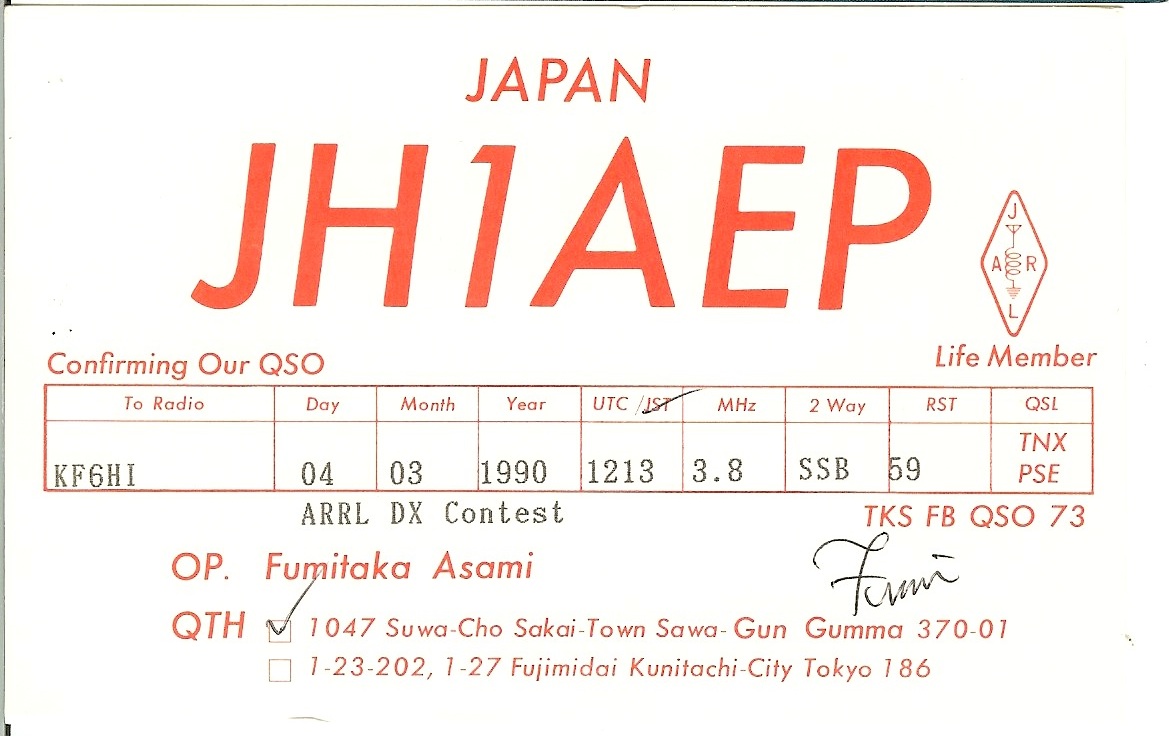 JAPAN
JH1AEP
J
A R
L
Life Member
Confirming Our QSO
To Radio Day Month Year UTC/JST MHz 2 Way RST QSL
TNX
KF6HI 04 03 1990 1213 3.8 SSB 59 PSE
ARRL DX Contest
TKS FB QSO 73
OP. Fumitaka Asami
Fumi
QTH 1047 Suwa-Cho Sakai-Town Sawa-Gun Gumma 370-01
1-23-202, 1-27 Fujimidai Kunitachi-City Tokyo 186